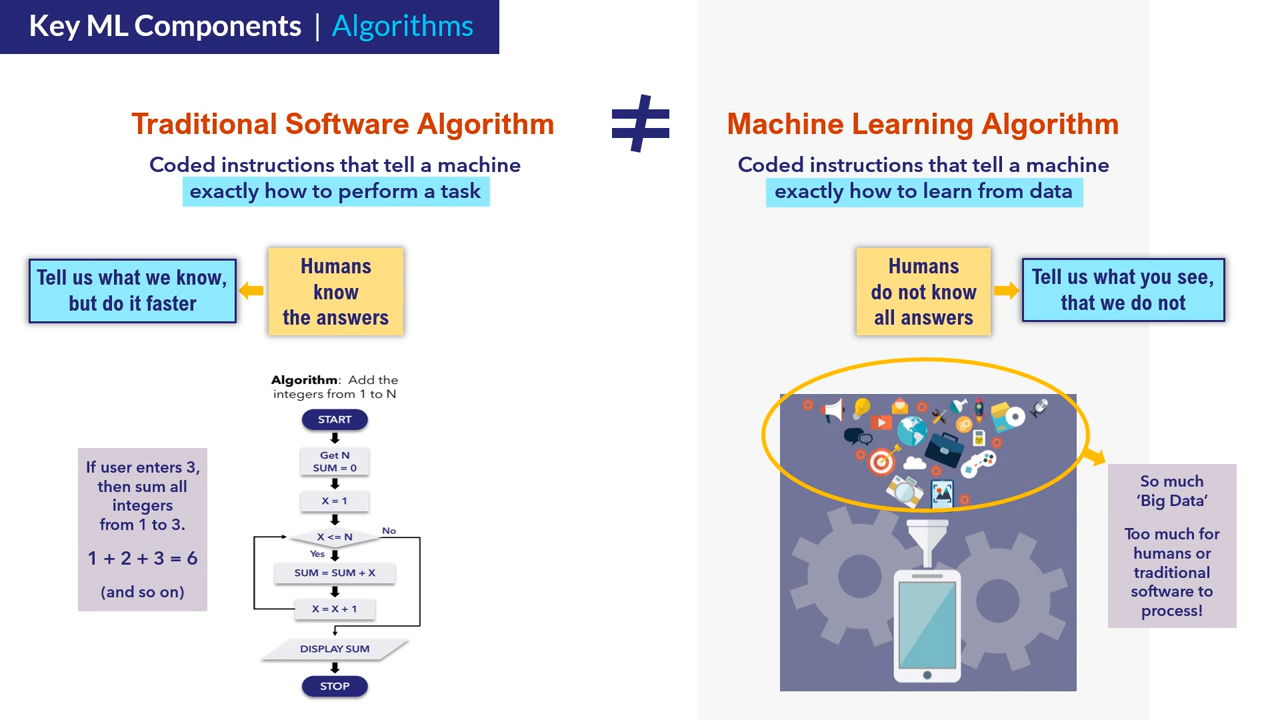 Key ML Components | Algorithms
Traditional Software Algorithm
≠
Machine Learning Algorithm
Coded instructions that tell a machine
exactly how to perform a task
Coded instructions that tell a machine
exactly how to learn from data
Tell us what we know,
but do it faster
Humans
know
the answers
Humans
do not know
all answers
Tell us what you see,
that we do not
Algorithm: Add the
integers from 1 to N
START
Get N
SUM = 0
X = 1
X <= N
No
Yes
SUM = SUM + X
X = X + 1
DISPLAY SUM
STOP
If user enters 3,
then sum all
integers
from 1 to 3.
1 + 2 + 3 = 6
(and so on)
So much
‘Big Data’
Too much for
humans or
traditional
software to
process!